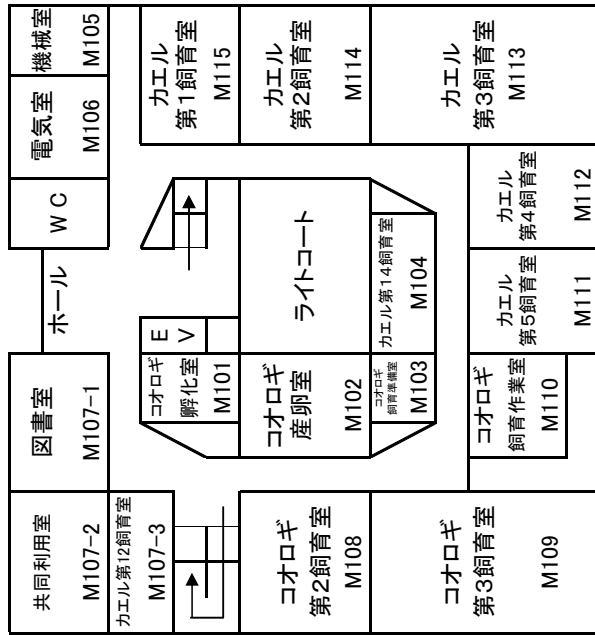 機械室
M105
電気室
M106
WC
ホール
図書室
M107-1
共同利用室
M107-2
カエル第12飼育室
M107-3
カエル
第1飼育室
M115
カエル
第2飼育室
M114
カエル
第3飼育室
M113
カエル
第4飼育室
M112
カエル
第5飼育室
M111
コオロギ
飼育作業室
M110
コオロギ
第3飼育室
M109
コオロギ
第2飼育室
M108
EV
コオロギ
孵化室
M101
コオロギ
産卵室
M102
コオロギ
飼育準備室
M103
ライトコート
カエル第14飼育室
M104